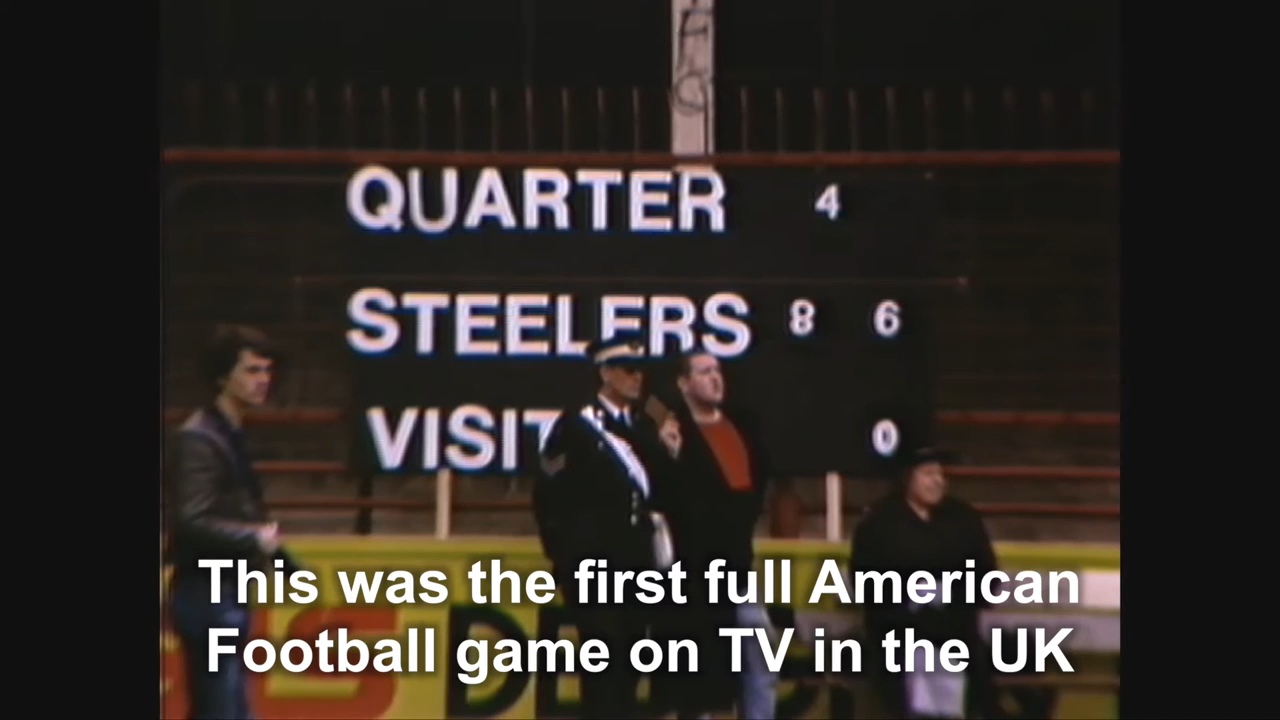 QUARTER 4
STEELERS 8 6
VISIT 0
This was the first full American
Football game on TV in the UK